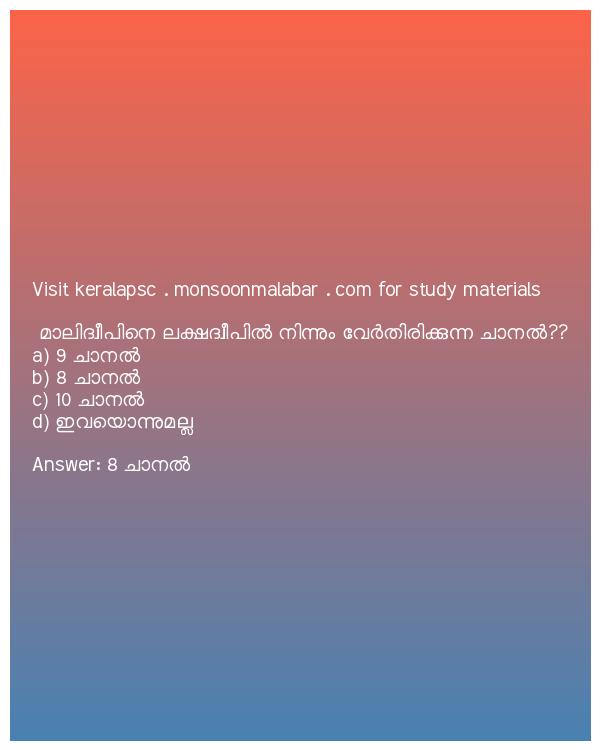 Visit keralapsc . monsoonmalabar . com for study materials
മാലിദ്വീപിനെ ലക്ഷദ്വീപിൽ നിന്നും വേർതിരിക്കുന്ന ചാനൽ??
a) 9 ചാനൽ
b) 8 ചാനൽ
c) 10 ചാനൽ
d) ഇവയൊന്നുമല്ല
Answer: 8 ചാനൽ